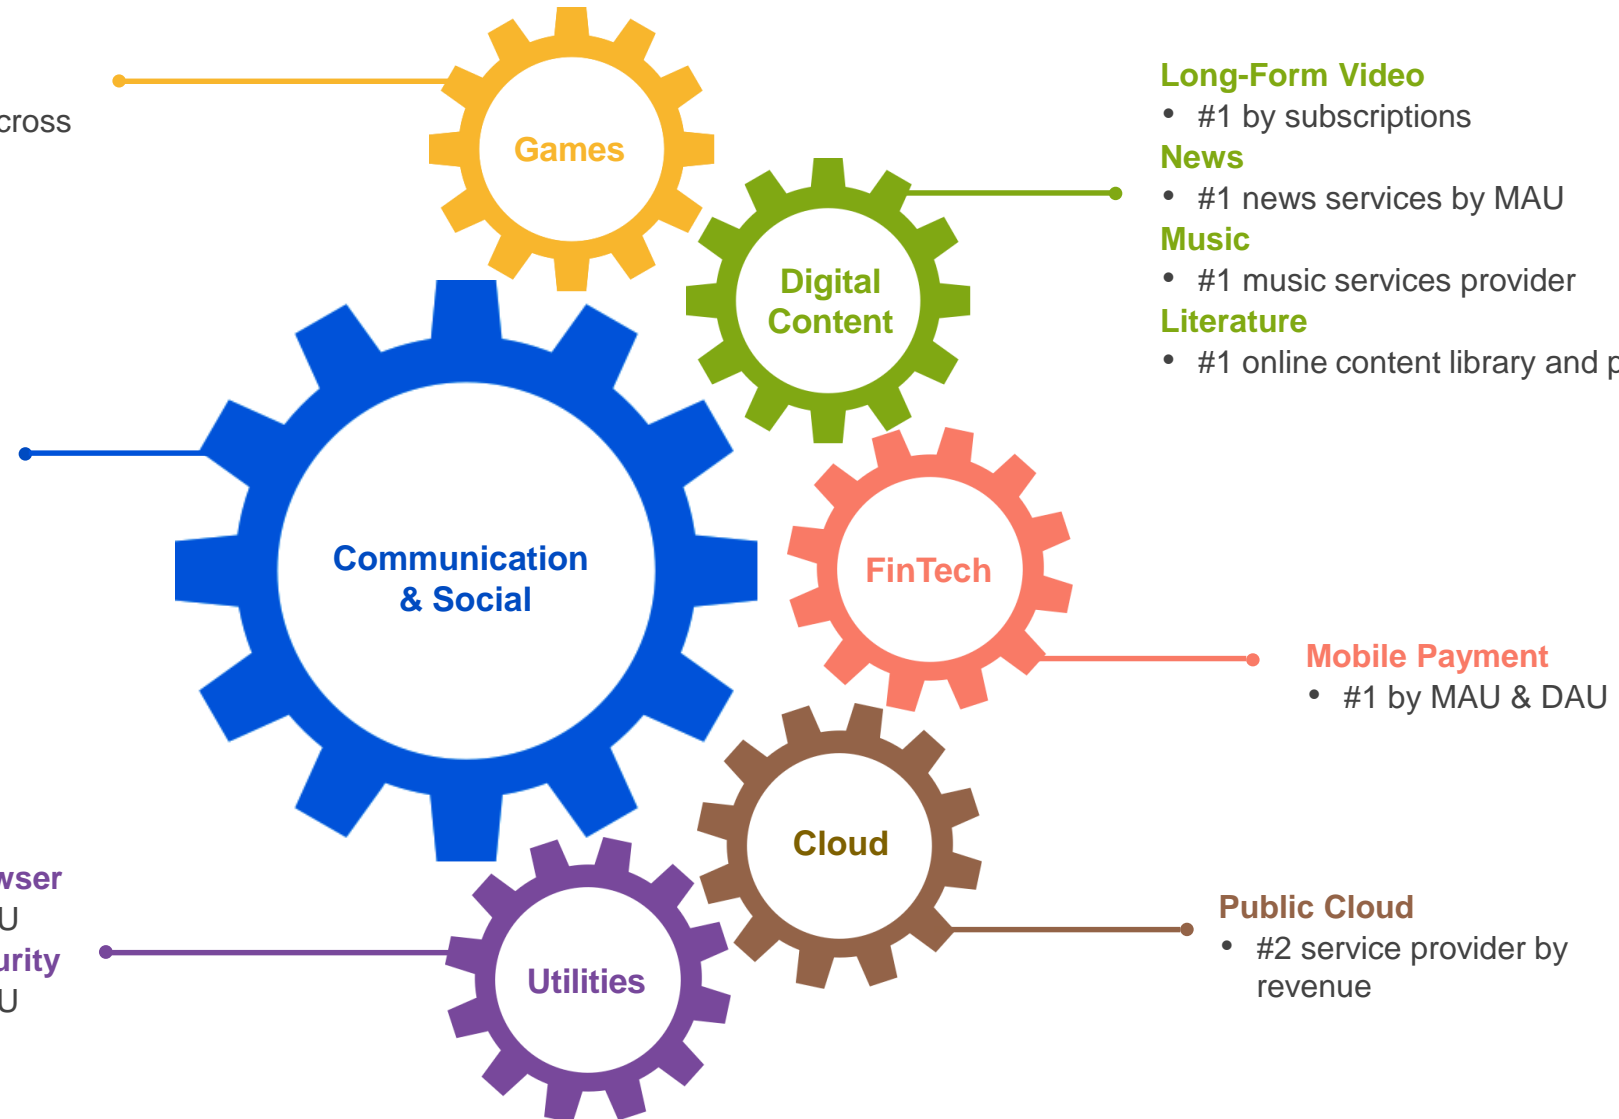 cross
Games
Long-Form Video
• #1 by subscriptions
News
• #1 news services by MAU
Music
• #1 music services provider
Literature
• #1 online content library and
Digital
Content
Communication
& Social
FinTech
Mobile Payment
• #1 by MAU & DAU
Cloud
Public Cloud
• #2 service provider by
revenue
Utilities